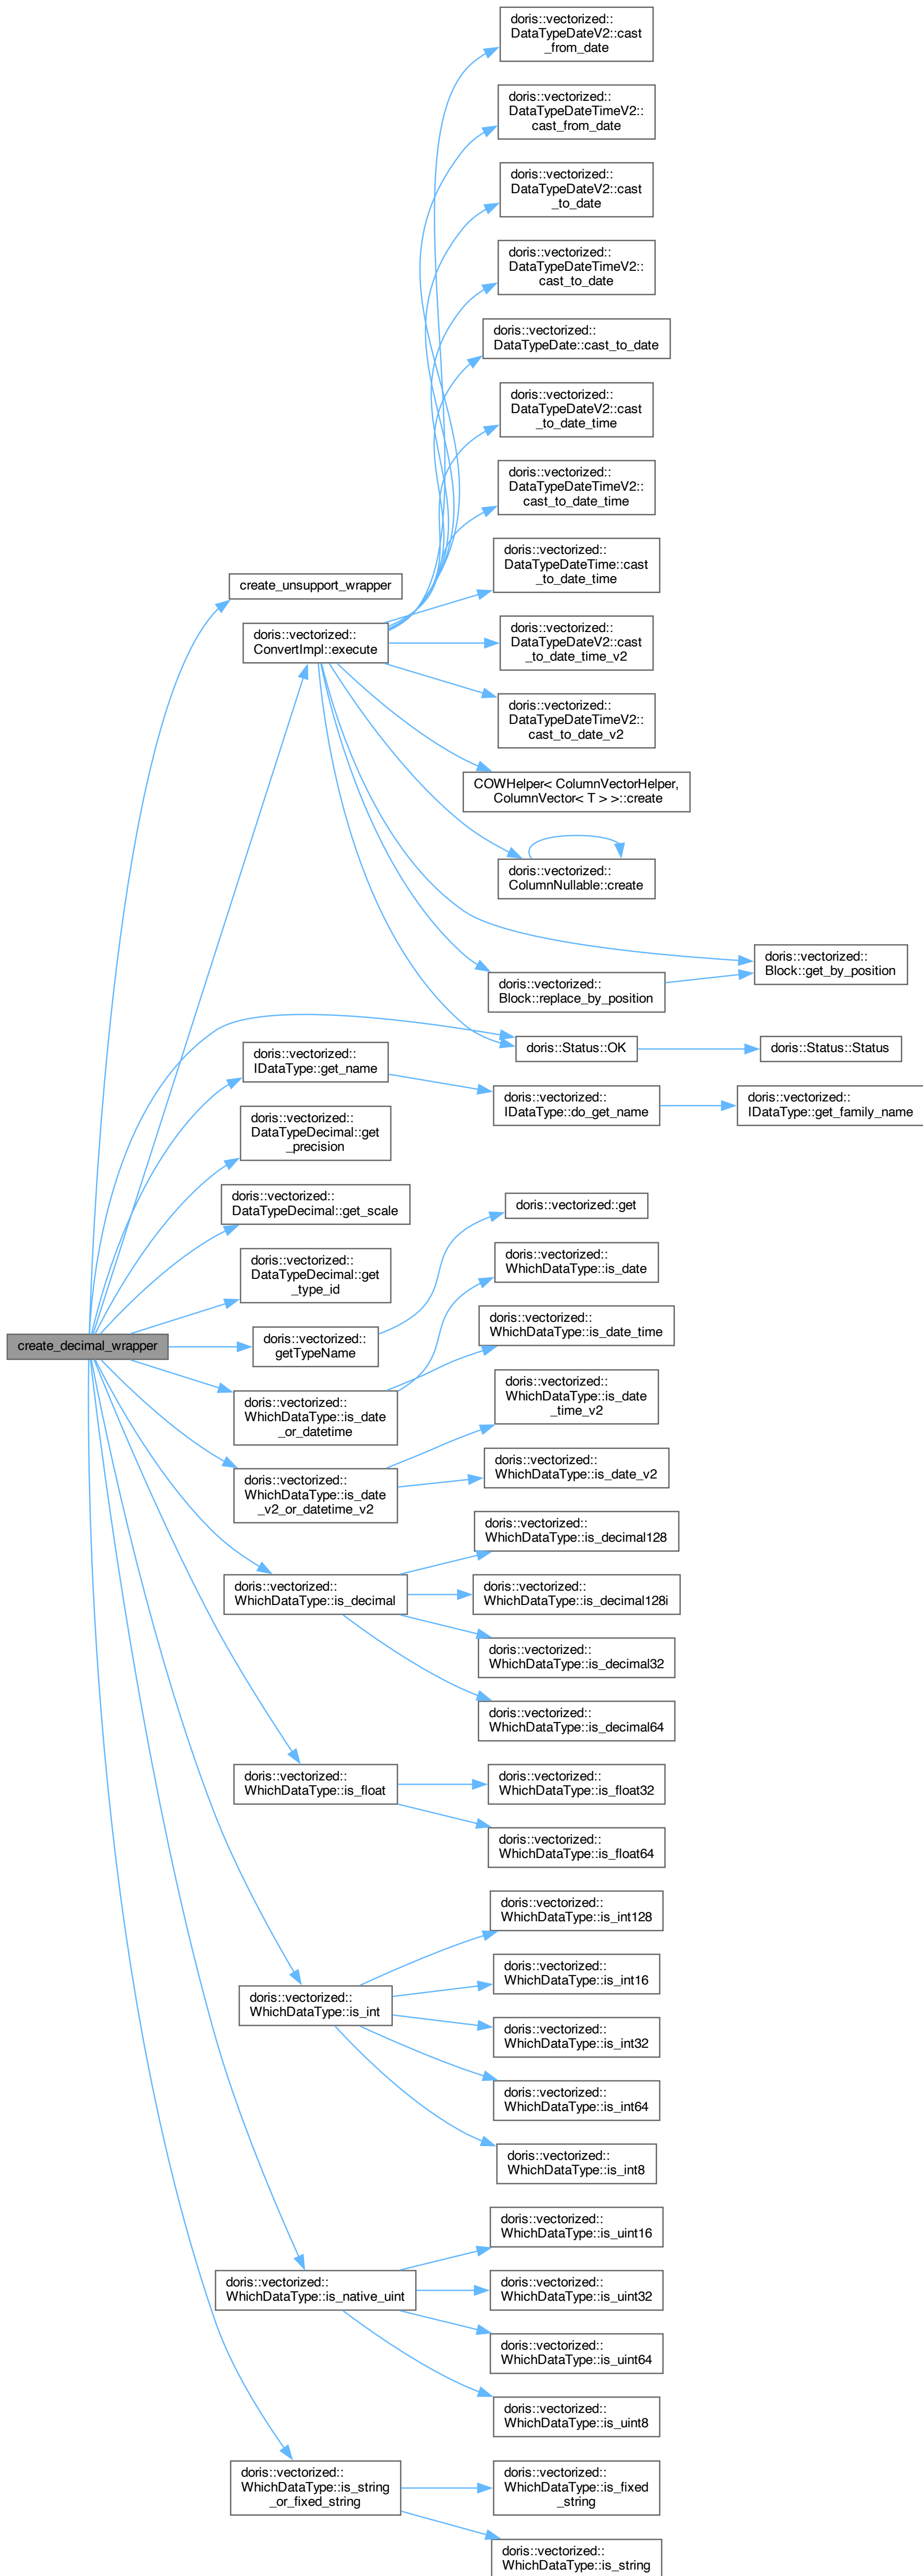 doris::vectorized::
DataTypeDateV2::cast
_from_date
doris::vectorized::
DataTypeDateTimeV2::
cast_from_date
doris::vectorized::
DataTypeDateV2::cast
_to_date
doris::vectorized::
DataTypeDateTimeV2::
cast_to_date
doris::vectorized::
DataTypeDate::cast_to_date
doris::vectorized::
DataTypeDateV2::cast
_to_date_time
doris::vectorized::
DataTypeDateTimeV2::
cast_to_date_time
doris::vectorized::
DataTypeDateTime::cast
_to_date_time
create_unsupport_wrapper
doris::vectorized::
ConvertImpl::execute
doris::vectorized::
DataTypeDateV2::cast
_to_date_time_v2
doris::vectorized::
DataTypeDateTimeV2::
cast_to_date_v2
COWHelper< ColumnVectorHelper,
ColumnVector< T > >::create
doris::vectorized::
ColumnNullable::create
doris::vectorized::
Block::get_by_position
doris::vectorized::
Block::replace_by_position
doris::Status::OK
doris::Status::Status
doris::vectorized::
IDataType::get_name
doris::vectorized::
IDataType::do_get_name
doris::vectorized::
IDataType::get_family_name
doris::vectorized::
DataTypeDecimal::get
_precision
doris::vectorized::
DataTypeDecimal::get_scale
doris::vectorized::get
doris::vectorized::
DataTypeDecimal::get
_type_id
doris::vectorized::
WhichDataType::is_date
create_decimal_wrapper
doris::vectorized::
getTypeName
doris::vectorized::
WhichDataType::is_date_time
doris::vectorized::
WhichDataType::is_date
_or_datetime
doris::vectorized::
WhichDataType::is_date
_time_v2
doris::vectorized::
WhichDataType::is_date
_v2_or_datetime_v2
doris::vectorized::
WhichDataType::is_date_v2
doris::vectorized::
WhichDataType::is_decimal128
doris::vectorized::
WhichDataType::is_decimal
doris::vectorized::
WhichDataType::is_decimal128i
doris::vectorized::
WhichDataType::is_decimal32
doris::vectorized::
WhichDataType::is_decimal64
doris::vectorized::
WhichDataType::is_float
doris::vectorized::
WhichDataType::is_float32
doris::vectorized::
WhichDataType::is_float64
doris::vectorized::
WhichDataType::is_int128
doris::vectorized::
WhichDataType::is_int16
doris::vectorized::
WhichDataType::is_int
doris::vectorized::
WhichDataType::is_int32
doris::vectorized::
WhichDataType::is_int64
doris::vectorized::
WhichDataType::is_int8
doris::vectorized::
WhichDataType::is_uint16
doris::vectorized::
WhichDataType::is_native_uint
doris::vectorized::
WhichDataType::is_uint32
doris::vectorized::
WhichDataType::is_uint64
doris::vectorized::
WhichDataType::is_uint8
doris::vectorized::
WhichDataType::is_string
_or_fixed_string
doris::vectorized::
WhichDataType::is_fixed
_string
doris::vectorized::
WhichDataType::is_string